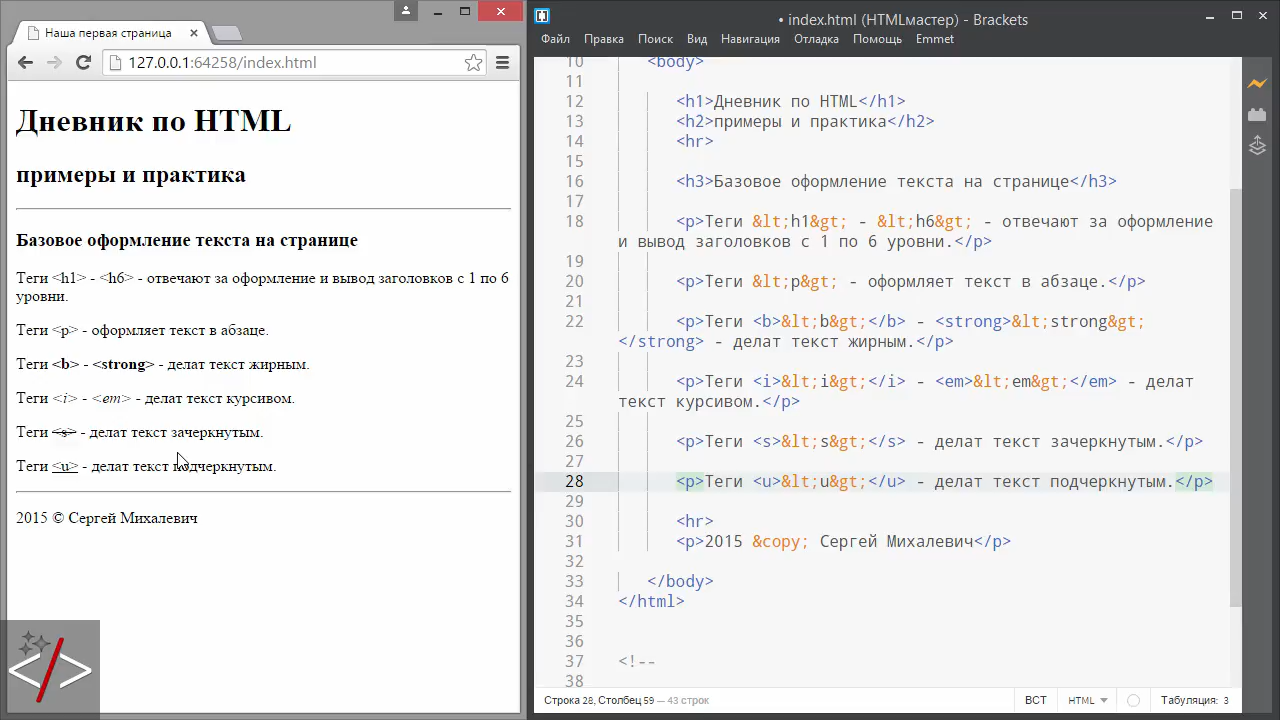 Наша первая страница
127.0.0.1:64258/index.html
Дневник по HTML
примеры и практика
Базовое оформление текста на странице
Теги <h1> - <h6> - отвечают за оформление и вывод заголовков с 1 по 6
уровни.
Теги <p> - оформляет текст в абзаце.
Теги <b> - <strong> - делат текст жирным.
Теги <i> - <em> - делат текст курсивом.
Теги <s> - делат текст зачеркнутым.
Теги <u> - делат текст подчеркнутым.
2015 © Сергей Михалевич
</>
• index.html (HTMLмастер) - Brackets
Файл Правка Поиск Вид Навигация Отладка Помощь Emmet
10 <body>
11
12 <h1>Дневник по HTML</h1>
13 <h2>примеры и практика</h2>
14 <hr>
15
16 <h3>Базовое оформление текста на странице</h3>
17
18 <p>Теги &lt;h1&gt; - &lt;h6&gt; - отвечают за оформление
и вывод заголовков с 1 по 6 уровни.</p>
19
20 <p>Теги &lt;p&gt; - оформляет текст в абзаце.</p>
21
22 <p>Теги <b>&lt;b&gt;</b> - <strong>&lt;strong&gt;
</strong> - делат текст жирным.</p>
23
24 <p>Теги <i>&lt;i&gt;</i> - <em>&lt;em&gt;</em> - делат
текст курсивом.</p>
25
26 <p>Теги <s>&lt;s&gt;</s> - делат текст зачеркнутым.</p>
27
28 <p>Теги <u>&lt;u&gt;</u> - делат текст подчеркнутым.</p>
29
30 <hr>
31 <p>2015 &copy; Сергей Михалевич</p>
32
33 </body>
34 </html>
35
36
37 <!--
38
Строка 28, Столбец 59 — 43 строк ВСТ HTML Табуляция: 3